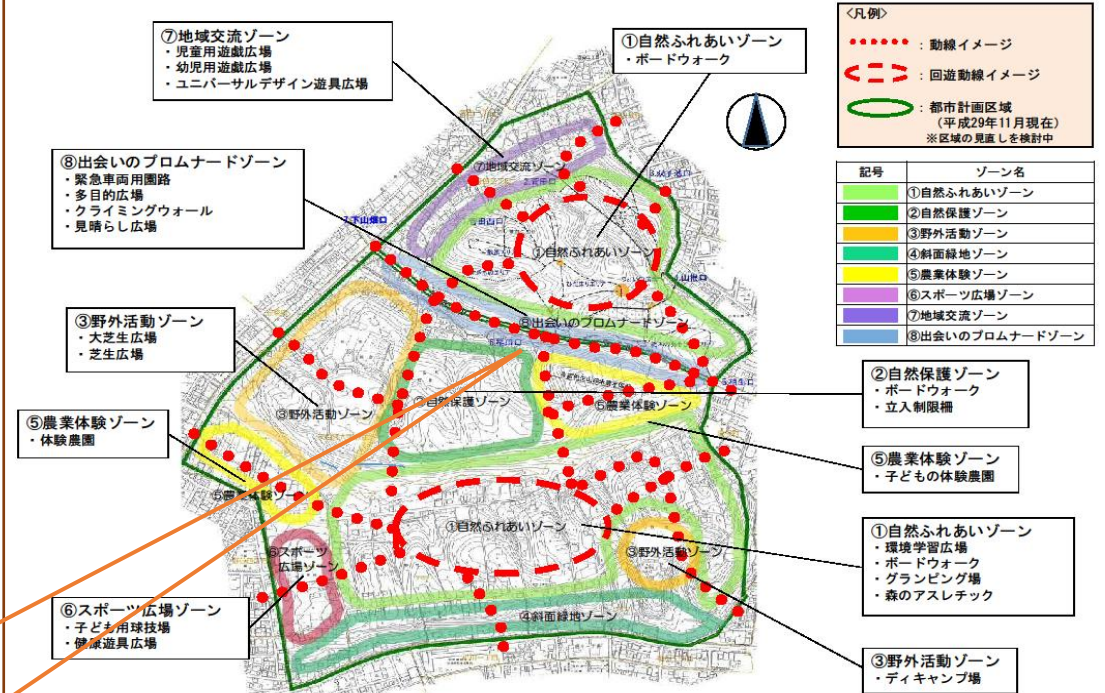 ⑦地域交流ゾーン
・児童用遊戯広場
・幼児用遊戯広場
・ユニバーサルデザイン遊具広場
①自然ふれあいゾーン
・ボードウォーク
<凡例>
：動線イメージ
：回遊動線イメージ
：都市計画区域
（平成29年11月現在）
※区域の見直しを検討中
⑧出会いのプロムナードゾーン
・緊急車両用園路
・多目的広場
・クライミングウォール
・見晴らし広場
記号 ゾーン名
①自然ふれあいゾーン
②自然保護ゾーン
③野外活動ゾーン
④斜面緑地ゾーン
⑤農業体験ゾーン
⑥スポーツ広場ゾーン
⑦地域交流ゾーン
⑧出会いのプロムナードゾーン
③野外活動ゾーン
・大芝生広場
・芝生広場
⑤農業体験ゾーン
・体験農園
⑥スポーツ広場ゾーン
・子ども用球技場
・健康遊具広場
②自然保護ゾーン
・ボードウォーク
・立入制限柵
⑤農業体験ゾーン
・子どもの体験農園
①自然ふれあいゾーン
・環境学習広場
・ボードウォーク
・グランピング場
・森のアスレチック
③野外活動ゾーン
・ディキャンプ場
⑦地域交流ゾーン
①自然ふれあいゾーン
⑧出会いのプロムナードゾーン
②自然保護ゾーン
③野外活動ゾーン
⑤農業体験ゾーン
⑤農業体験ゾーン
①自然ふれあいゾーン
③野外活動ゾーン
⑥スポーツ
広場ゾーン
④斜面緑地ゾーン